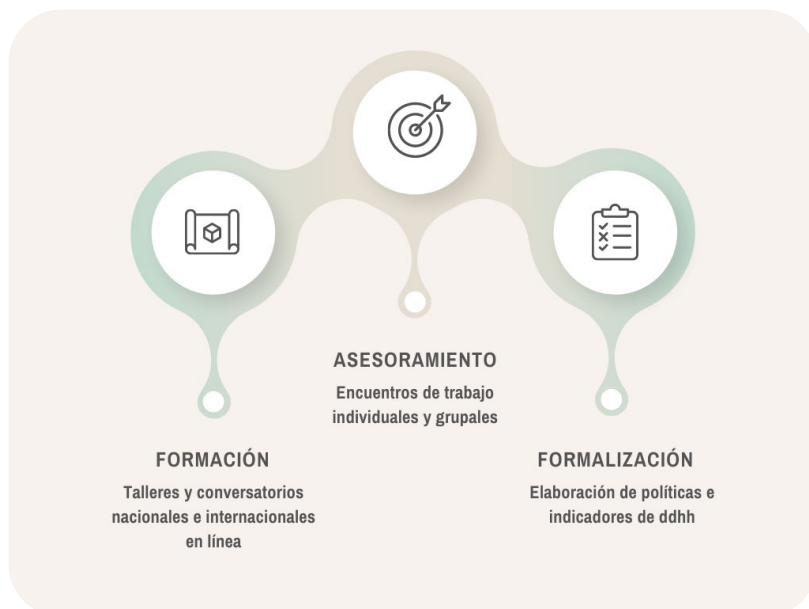 ASESORAMIENTO
Encuentros de trabajo
individuales y grupales
FORMACIÓN
Talleres y conversatorios
nacionales e internacionales
en línea
FORMALIZACIÓN
Elaboración de políticas e
indicadores de ddhh